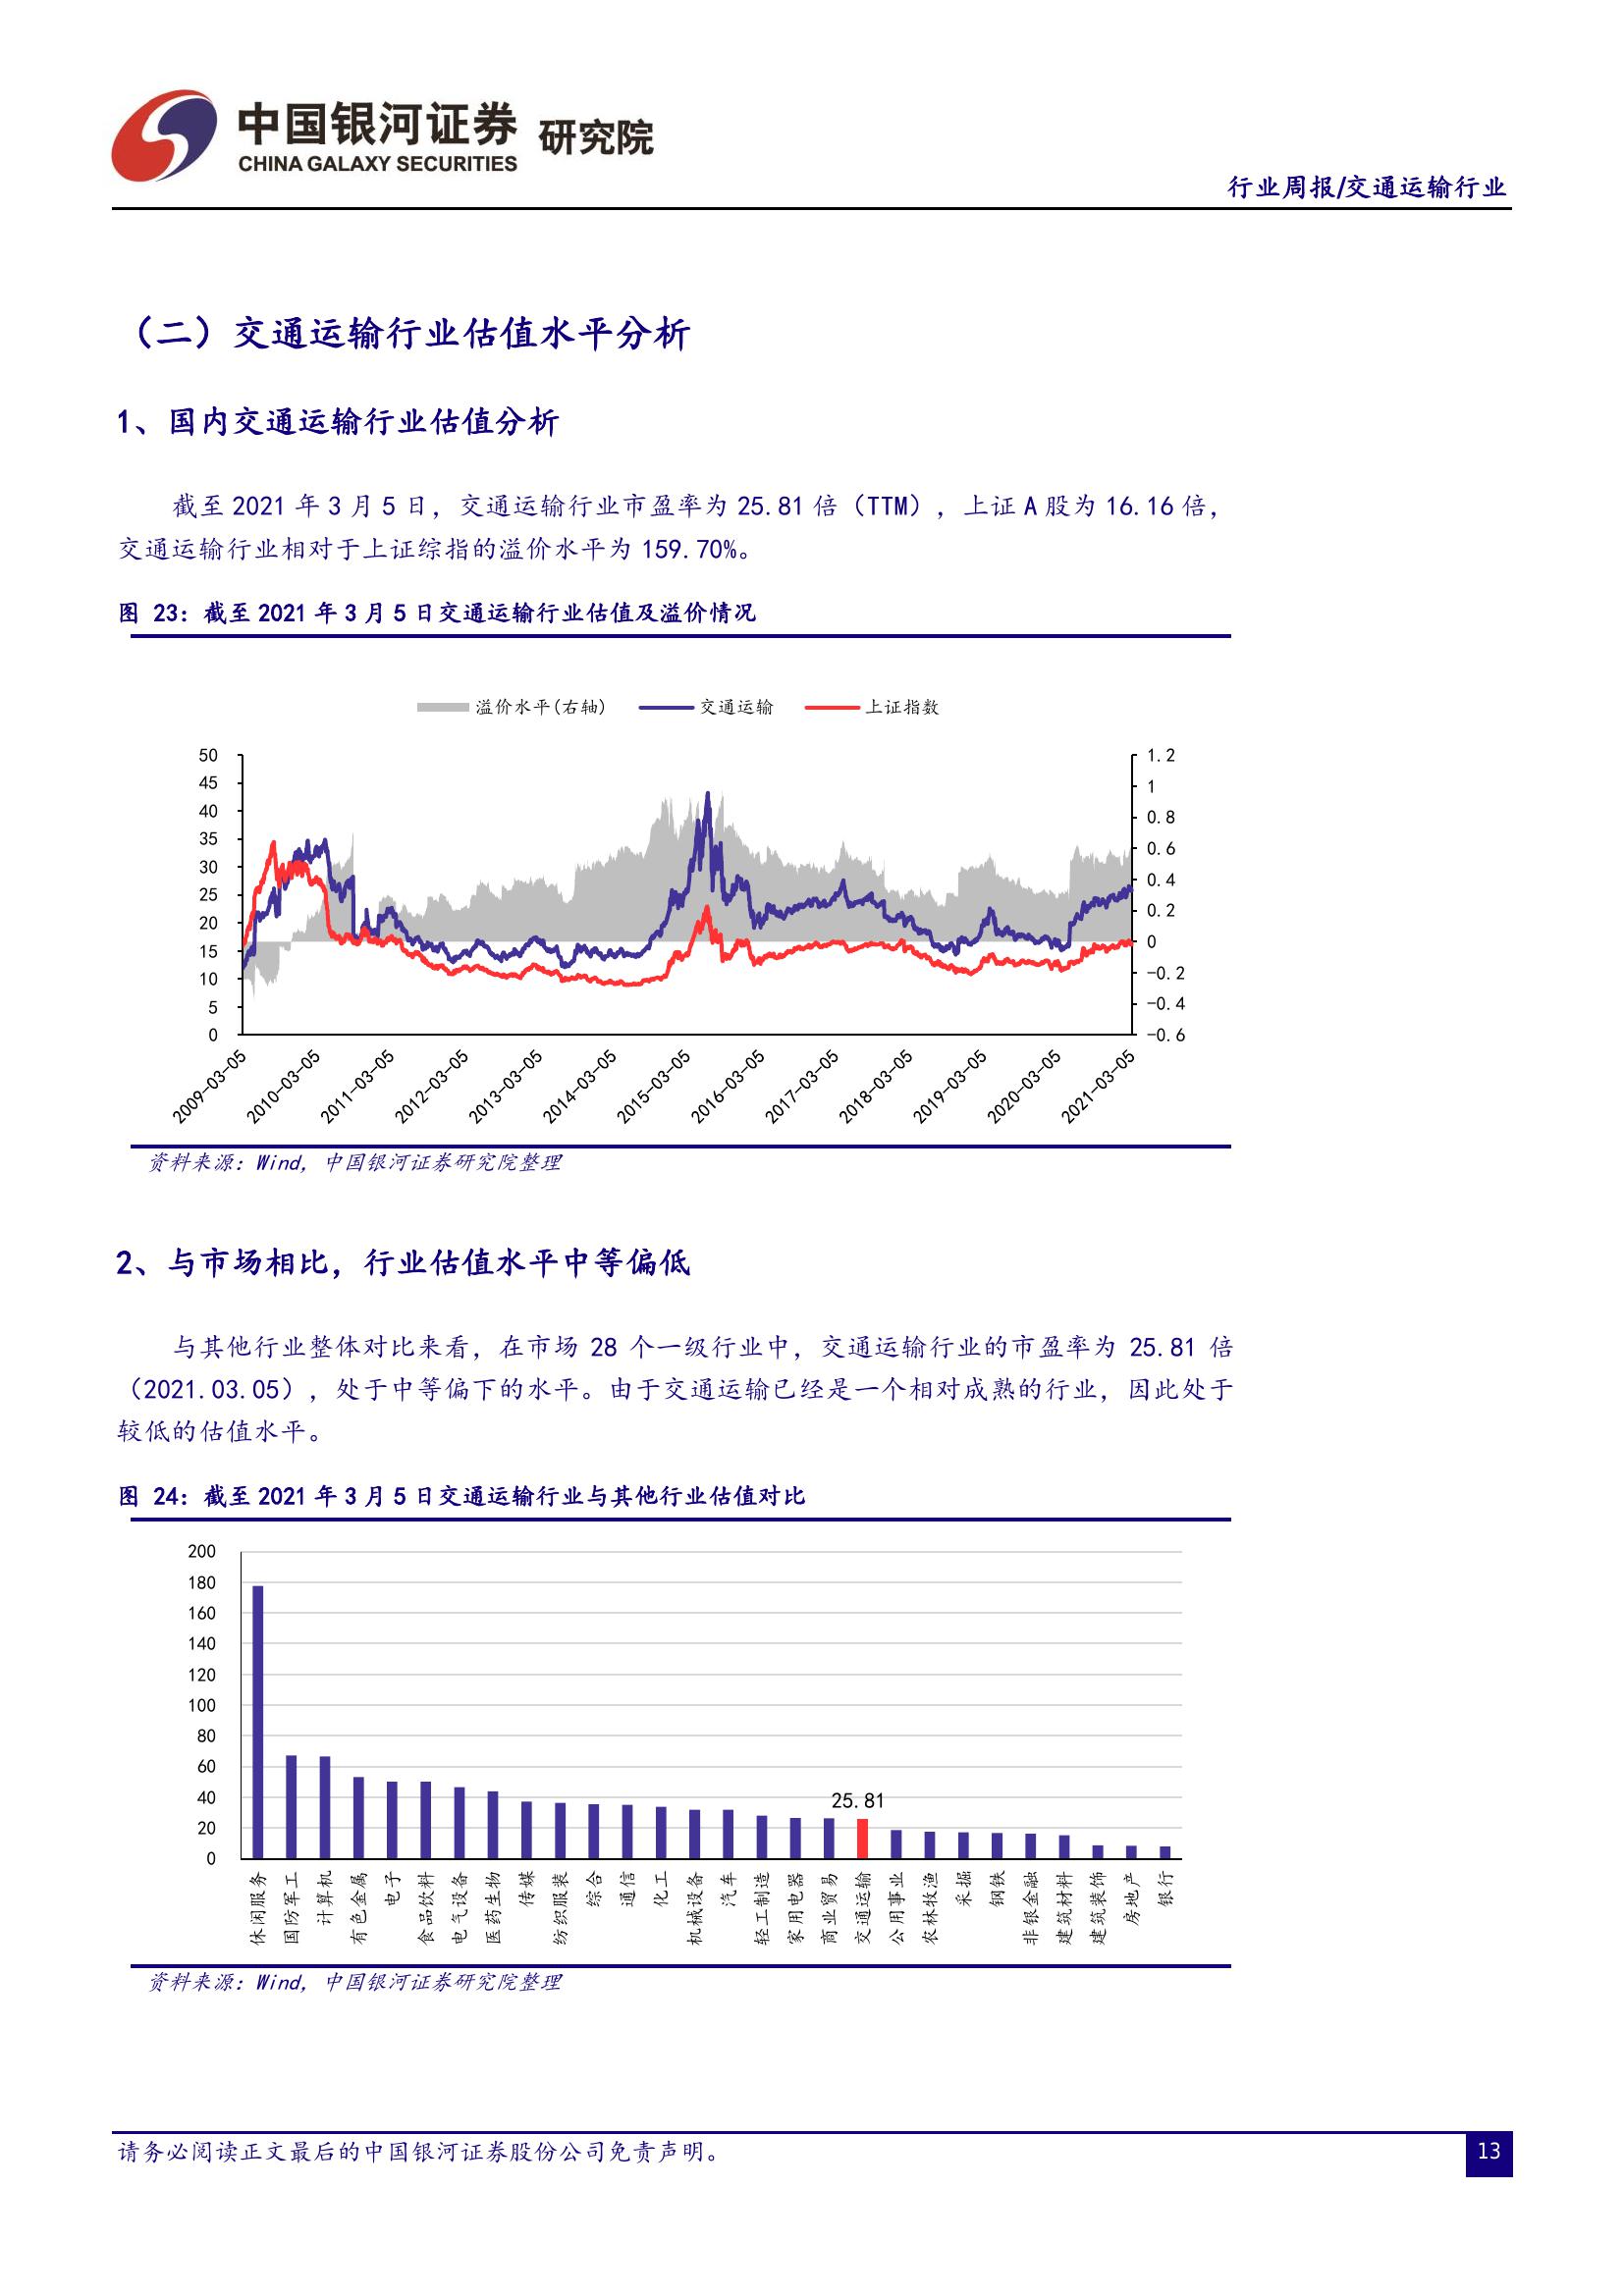 中国银河证券 研究院
CHINA GALAXY SECURITIES
行业周报/交通运输行业
（二）交通运输行业估值水平分析
1、国内交通运输行业估值分析
截至 2021 年 3 月 5 日，交通运输行业市盈率为 25.81 倍（TTM），上证 A 股为 16.16 倍，
交通运输行业相对于上证综指的溢价水平为 159.70%。
图 23：截至 2021 年 3 月 5 日交通运输行业估值及溢价情况
溢价水平(右轴) 交通运输 上证指数
50
45
40
35
30
25
20
15
10
5
0
1.2
1
0.8
0.6
0.4
0.2
0
-0.2
-0.4
-0.6
2009-03-05
2010-03-05
2011-03-05
2012-03-05
2013-03-05
2014-03-05
2015-03-05
2016-03-05
2017-03-05
2018-03-05
2019-03-05
2020-03-05
2021-03-05
资料来源：Wind，中国银河证券研究院整理
2、与市场相比，行业估值水平中等偏低
与其他行业整体对比来看，在市场 28 个一级行业中，交通运输行业的市盈率为 25.81 倍
（2021.03.05），处于中等偏下的水平。由于交通运输已经是一个相对成熟的行业，因此处于
较低的估值水平。
图 24：截至 2021 年 3 月 5 日交通运输行业与其他行业估值对比
200
180
160
140
120
100
80
60
40
20
0
25.81
休闲服务
国防军工
计算机
有色金属
电子
食品饮料
电气设备
医药生物
传媒
纺织服装
综合
通信
化工
机械设备
汽车
轻工制造
家用电器
商业贸易
交通运输
公用事业
农林牧渔
采掘
钢铁
非银金融
建筑材料
建筑装饰
房地产
银行
资料来源：Wind，中国银河证券研究院整理
请务必阅读正文最后的中国银河证券股份公司免责声明。
13